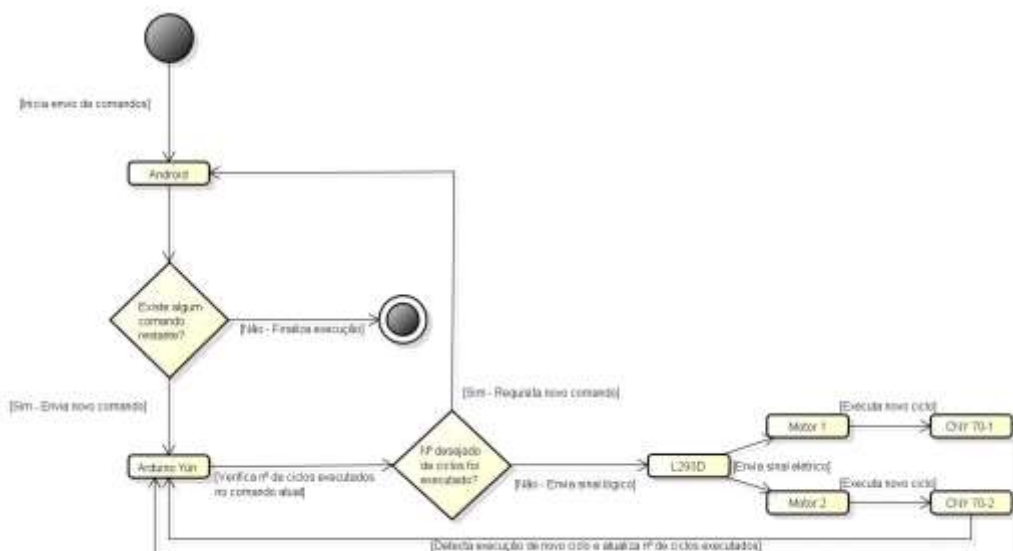 [Inicia envio de comandos]
Android
Existe algum
comando
restante?
[Não - Finaliza execução]
[Sim - Envia novo comando]
[Sim - Requisita novo comando]
Arduino Yún
[Verifica nº de ciclos executados
no comando atual]
Nº desejado
de ciclos foi
executado?
[Não - Envia sinal lógico]
L293D
[Envia sinal elétrico]
Motor 1
[Executa novo ciclo]
CNY 70-1
Motor 2
[Executa novo ciclo]
CNY 70-2
[Detecta execução de novo ciclo e atualiza nº de ciclos executados]